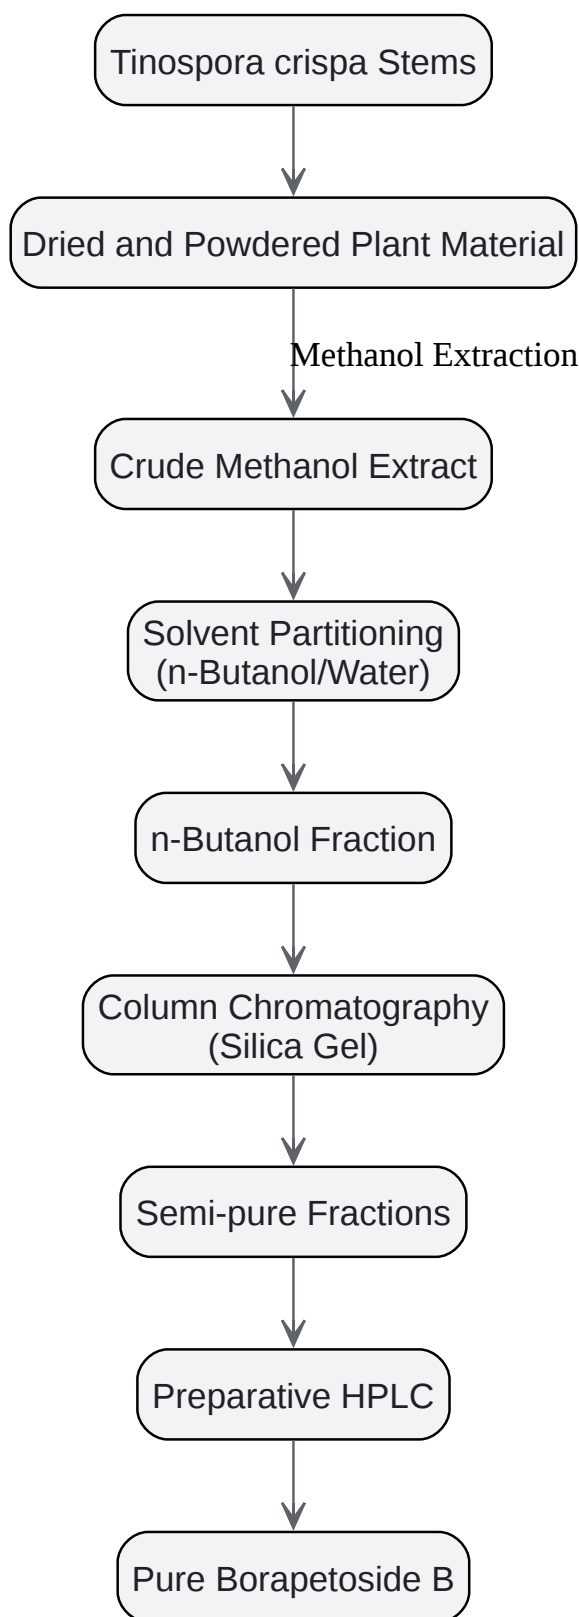 Tinospora crispa Stems
Dried and Powdered Plant Material
Methanol Extraction
Crude Methanol Extract
Solvent Partitioning
(n-Butanol/Water)
n-Butanol Fraction
Column Chromatography
(Silica Gel)
Semi-pure Fractions
Preparative HPLC
Pure Borapetoside B